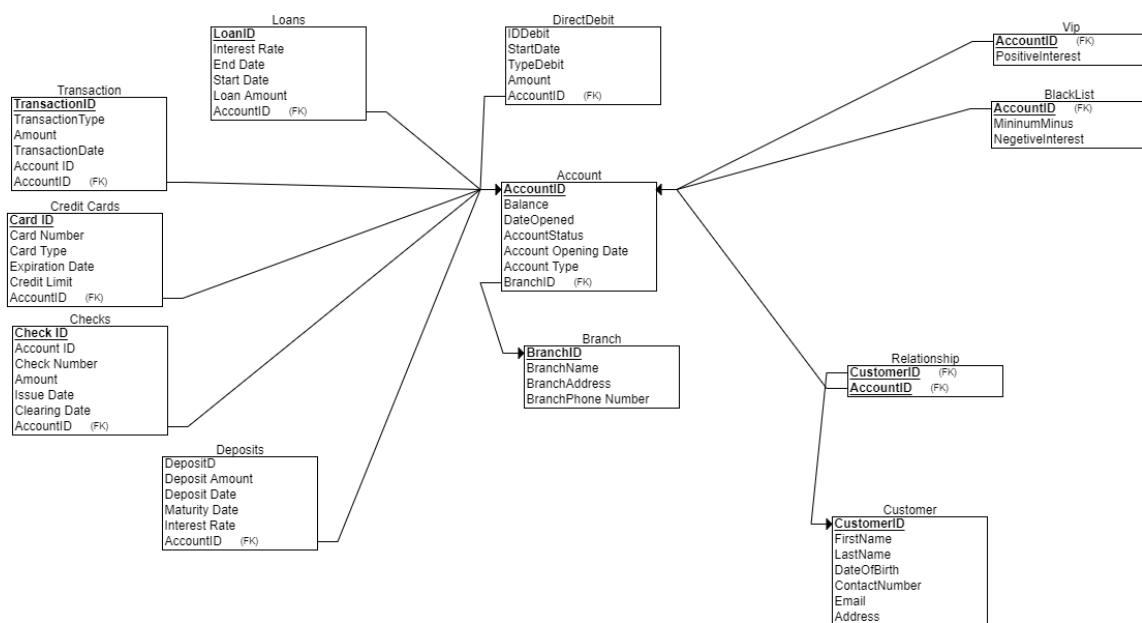 Loans
LoanID
Interest Rate
End Date
Start Date
Loan Amount
AccountID (FK)
DirectDebit
IDDebit
StartDate
TypeDebit
Amount
AccountID (FK)
Vip
AccountID (FK)
PositiveInterest
BlackList
AccountID (FK)
MininumMinus
NegetiveInterest
Transaction
TransactionID
TransactionType
Amount
TransactionDate
Account ID
AccountID (FK)
Account
AccountID
Balance
DateOpened
AccountStatus
Account Opening Date
Account Type
BranchID (FK)
Credit Cards
Card ID
Card Number
Card Type
Expiration Date
Credit Limit
AccountID (FK)
Checks
Check ID
Account ID
Check Number
Amount
Issue Date
Clearing Date
AccountID (FK)
Branch
BranchID
BranchName
BranchAddress
BranchPhone Number
Relationship
CustomerID (FK)
AccountID (FK)
Deposits
DepositD
Deposit Amount
Deposit Date
Maturity Date
Interest Rate
AccountID (FK)
Customer
CustomerID
FirstName
LastName
DateOfBirth
ContactNumber
Email
Address